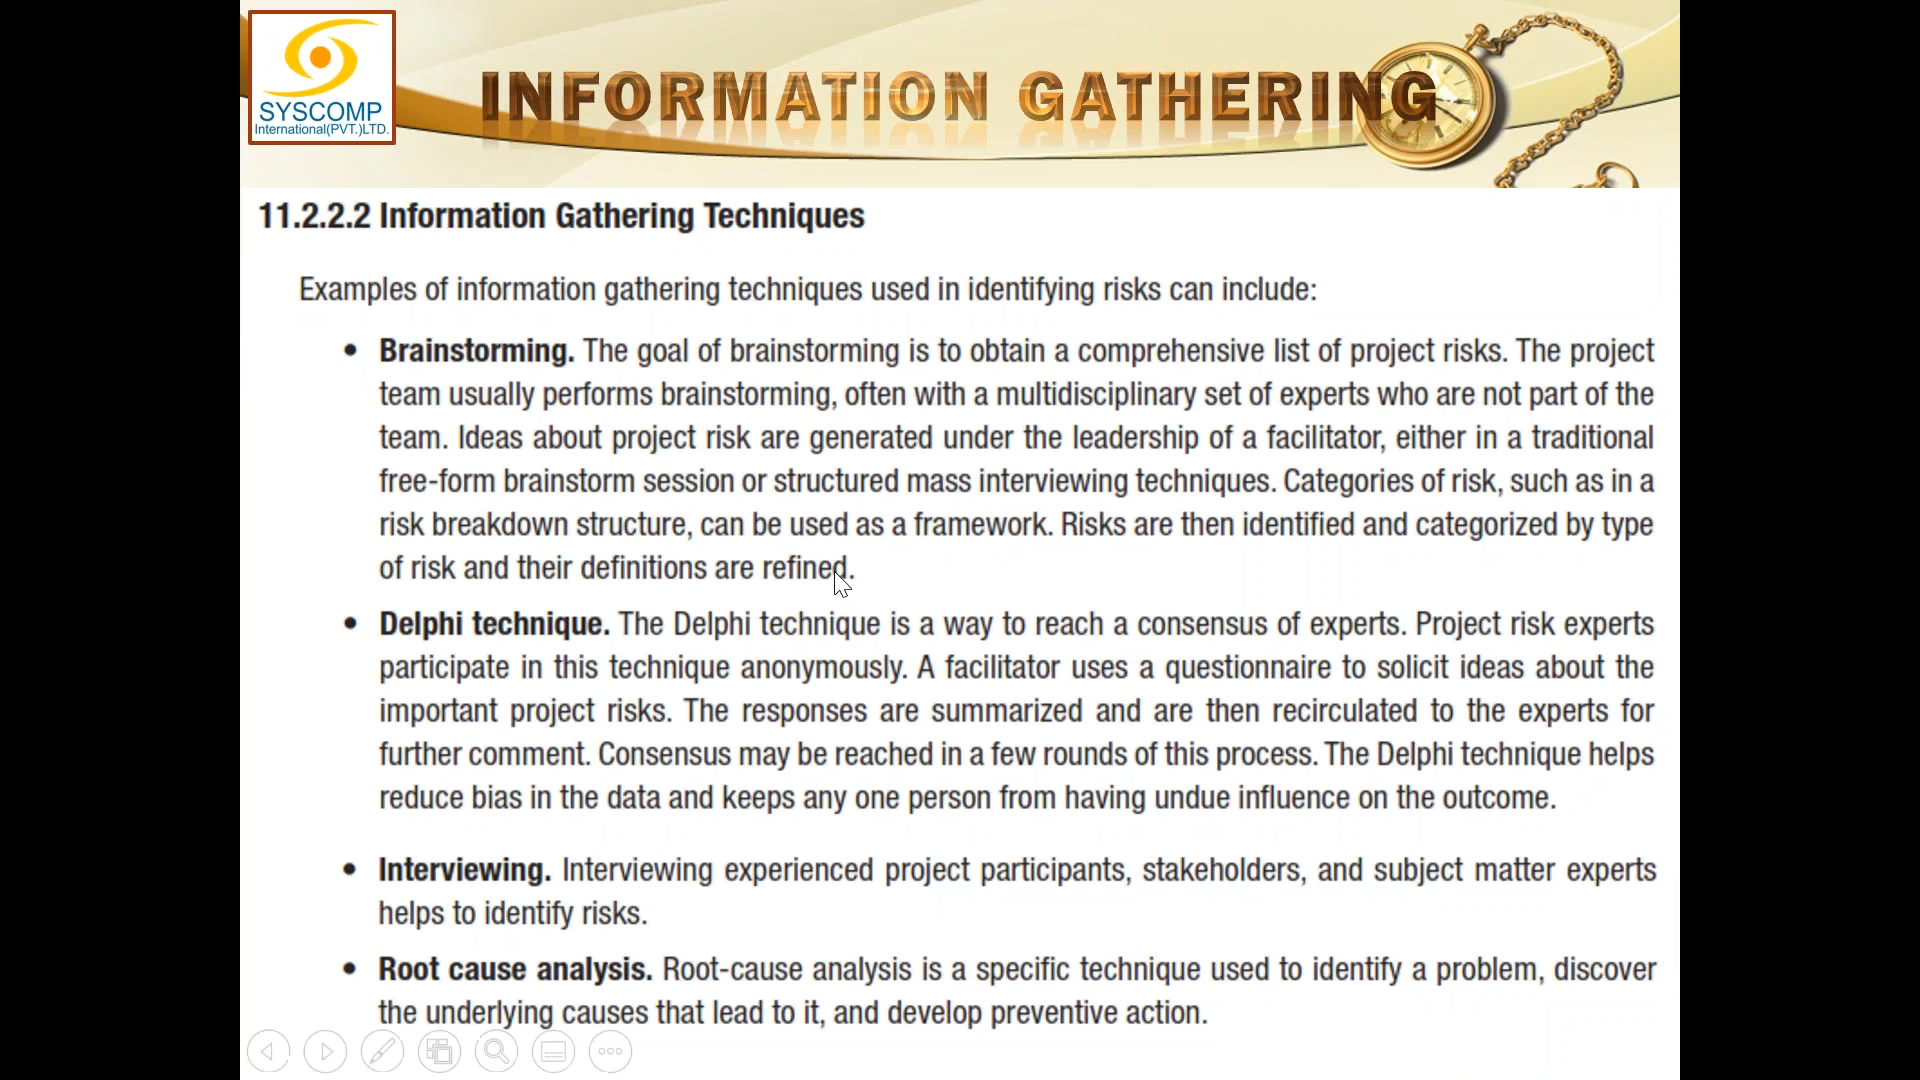 SYSCOMP
International(PVT.)LTD.
INFORMATION GATHERING
11.2.2.2 Information Gathering Techniques
Examples of information gathering techniques used in identifying risks can include:
• Brainstorming. The goal of brainstorming is to obtain a comprehensive list of project risks. The project
team usually performs brainstorming, often with a multidisciplinary set of experts who are not part of the
team. Ideas about project risk are generated under the leadership of a facilitator, either in a traditional
free-form brainstorm session or structured mass interviewing techniques. Categories of risk, such as in a
risk breakdown structure, can be used as a framework. Risks are then identified and categorized by type
of risk and their definitions are refined.
• Delphi technique. The Delphi technique is a way to reach a consensus of experts. Project risk experts
participate in this technique anonymously. A facilitator uses a questionnaire to solicit ideas about the
important project risks. The responses are summarized and are then recirculated to the experts for
further comment. Consensus may be reached in a few rounds of this process. The Delphi technique helps
reduce bias in the data and keeps any one person from having undue influence on the outcome.
• Interviewing. Interviewing experienced project participants, stakeholders, and subject matter experts
helps to identify risks.
• Root cause analysis. Root-cause analysis is a specific technique used to identify a problem, discover
the underlying causes that lead to it, and develop preventive action.